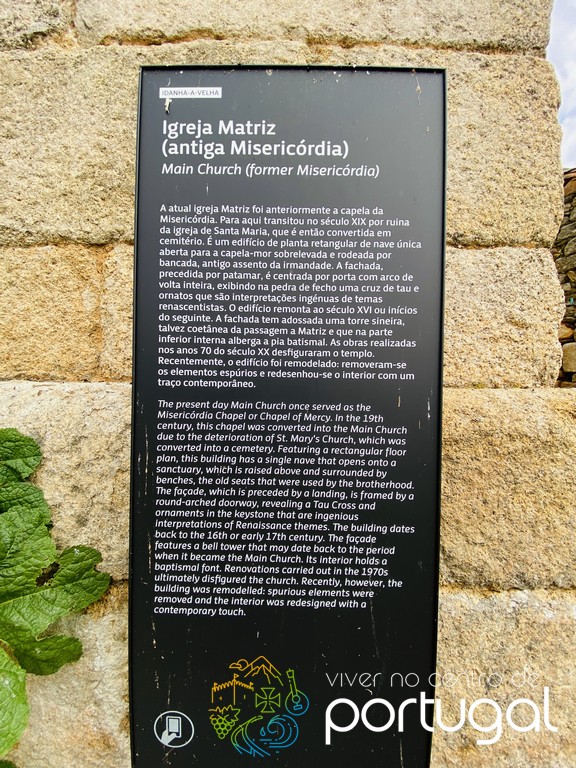 IDANHA-A-VELHA
Igreja Matriz
(antiga Misericórdia)
Main Church (former Misericórdia)
A atual igreja Matriz foi anteriormente a capela da
Misericórdia. Para aqui transitou no século XIX por ruína
da igreja de Santa Maria, que é então convertida em
cemitério. É um edifício de planta retangular de nave única
aberta para a capela-mor sobrelevada e rodeada por
bancada, antigo assento da irmandade. A fachada,
precedida por patamar, é centrada por porta com arco de
volta inteira, exibindo na pedra de fecho uma cruz de tau e
ornatos que são interpretações ingénuas de temas
renascentistas. O edifício remonta ao século XVI ou inícios
do seguinte. A fachada tem adossada uma torre sineira,
talvez coetânea da passagem a Matriz e que na parte
inferior interna alberga a pia batismal. As obras realizadas
nos anos 70 do século XX desfiguraram o templo.
Recentemente, o edifício foi remodelado: removeram-se
os elementos espúrios e redesenhou-se o interior com um
traço contemporâneo.
The present day Main Church once served as the
Misericórdia Chapel or Chapel of Mercy. In the 19th
century, this chapel was converted into the Main Church
due to the deterioration of St. Mary's Church, which was
converted into a cemetery. Featuring a rectangular floor
plan, this building has a single nave that opens onto a
sanctuary, which is raised above and surrounded by
benches, the old seats that were used by the brotherhood.
The façade, which is preceded by a landing, is framed by a
round-arched doorway, revealing a Tau Cross and
ornaments in the keystone that are ingenious
interpretations of Renaissance themes. The building dates
back to the 16th or early 17th century. The façade
features a bell tower that may date back to the period
when it became the Main Church. Its interior holds a
baptismal font. Renovations carried out in the 1970s
ultimately disfigured the church. Recently, however, the
building was remodelled: spurious elements were
removed and the interior was redesigned with a
contemporary touch.
viver no centro de
portugal